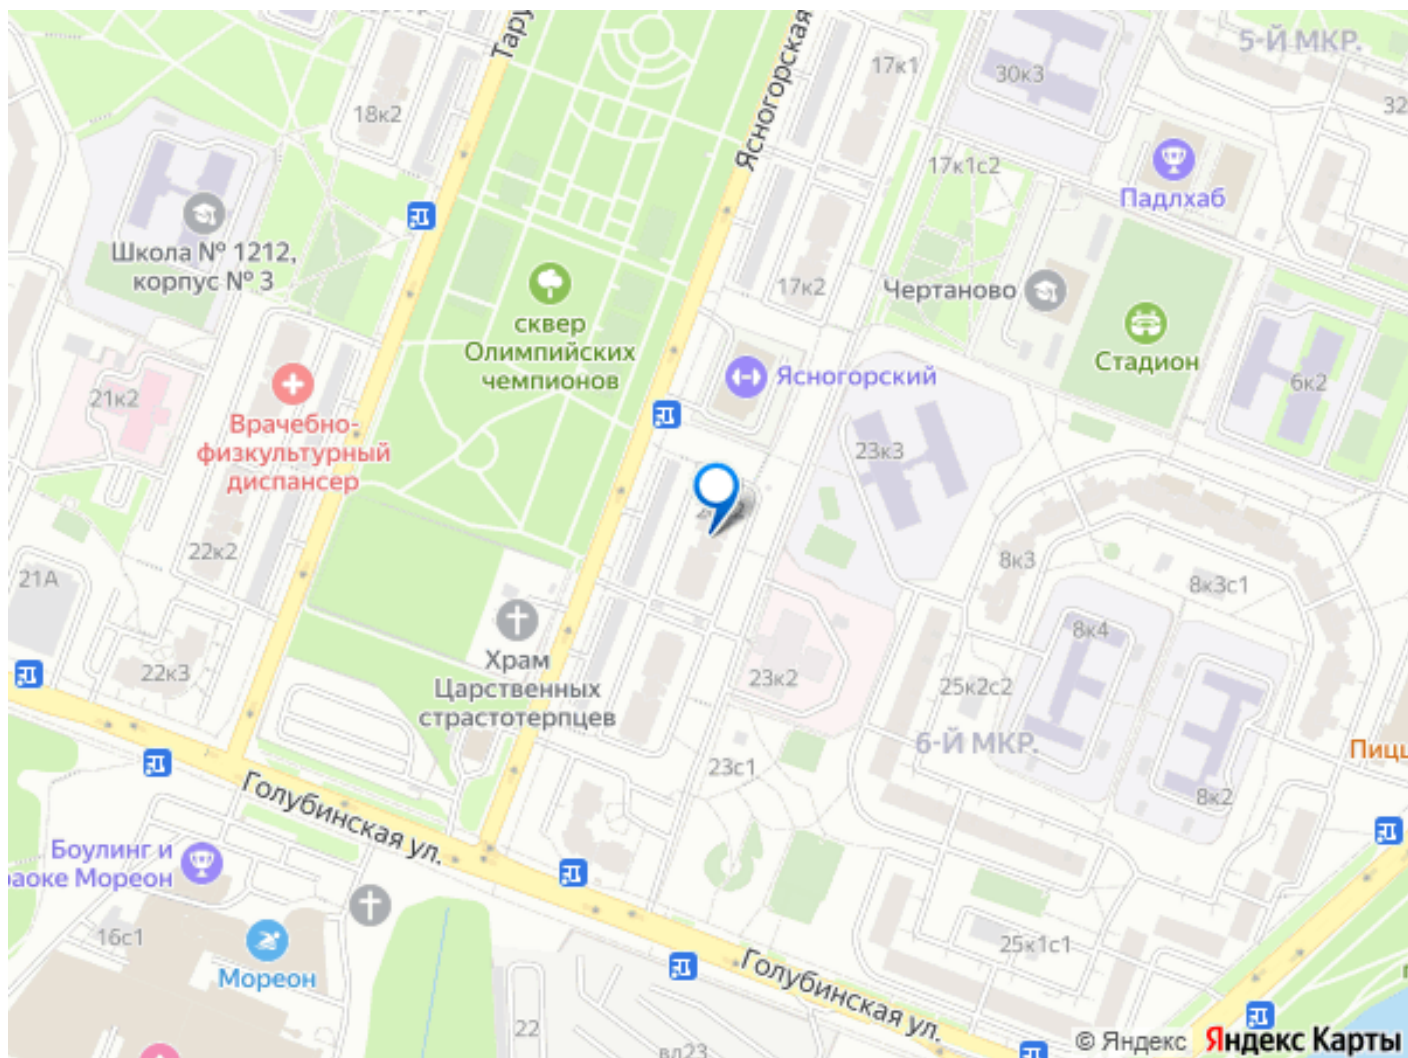 5-Й МКР.
Тару
Ясногорская
17к1
30к3
32
18к2
17к1с2
Падлхаб
Школа № 1212,
корпус № 3
17к2
Чертаново
сквер
Олимпийских
чемпионов
Стадион
Ясногорский
6к2
21к2
Врачебно-
физкультурный
диспансер
23к3
22к2
21А
8к3
8к3с1
8к4
Храм
Царственных
страстотерпцев
22к3
23к2
25к2с2
6-Й МКР.
Пицц
23с1
8к2
Голубинская ул.
Боулинг и
раоке Мореон
16с1
Мореон
25к1с1
Голубинская ул.
22
вл23
© Яндекс Яндекс Карты